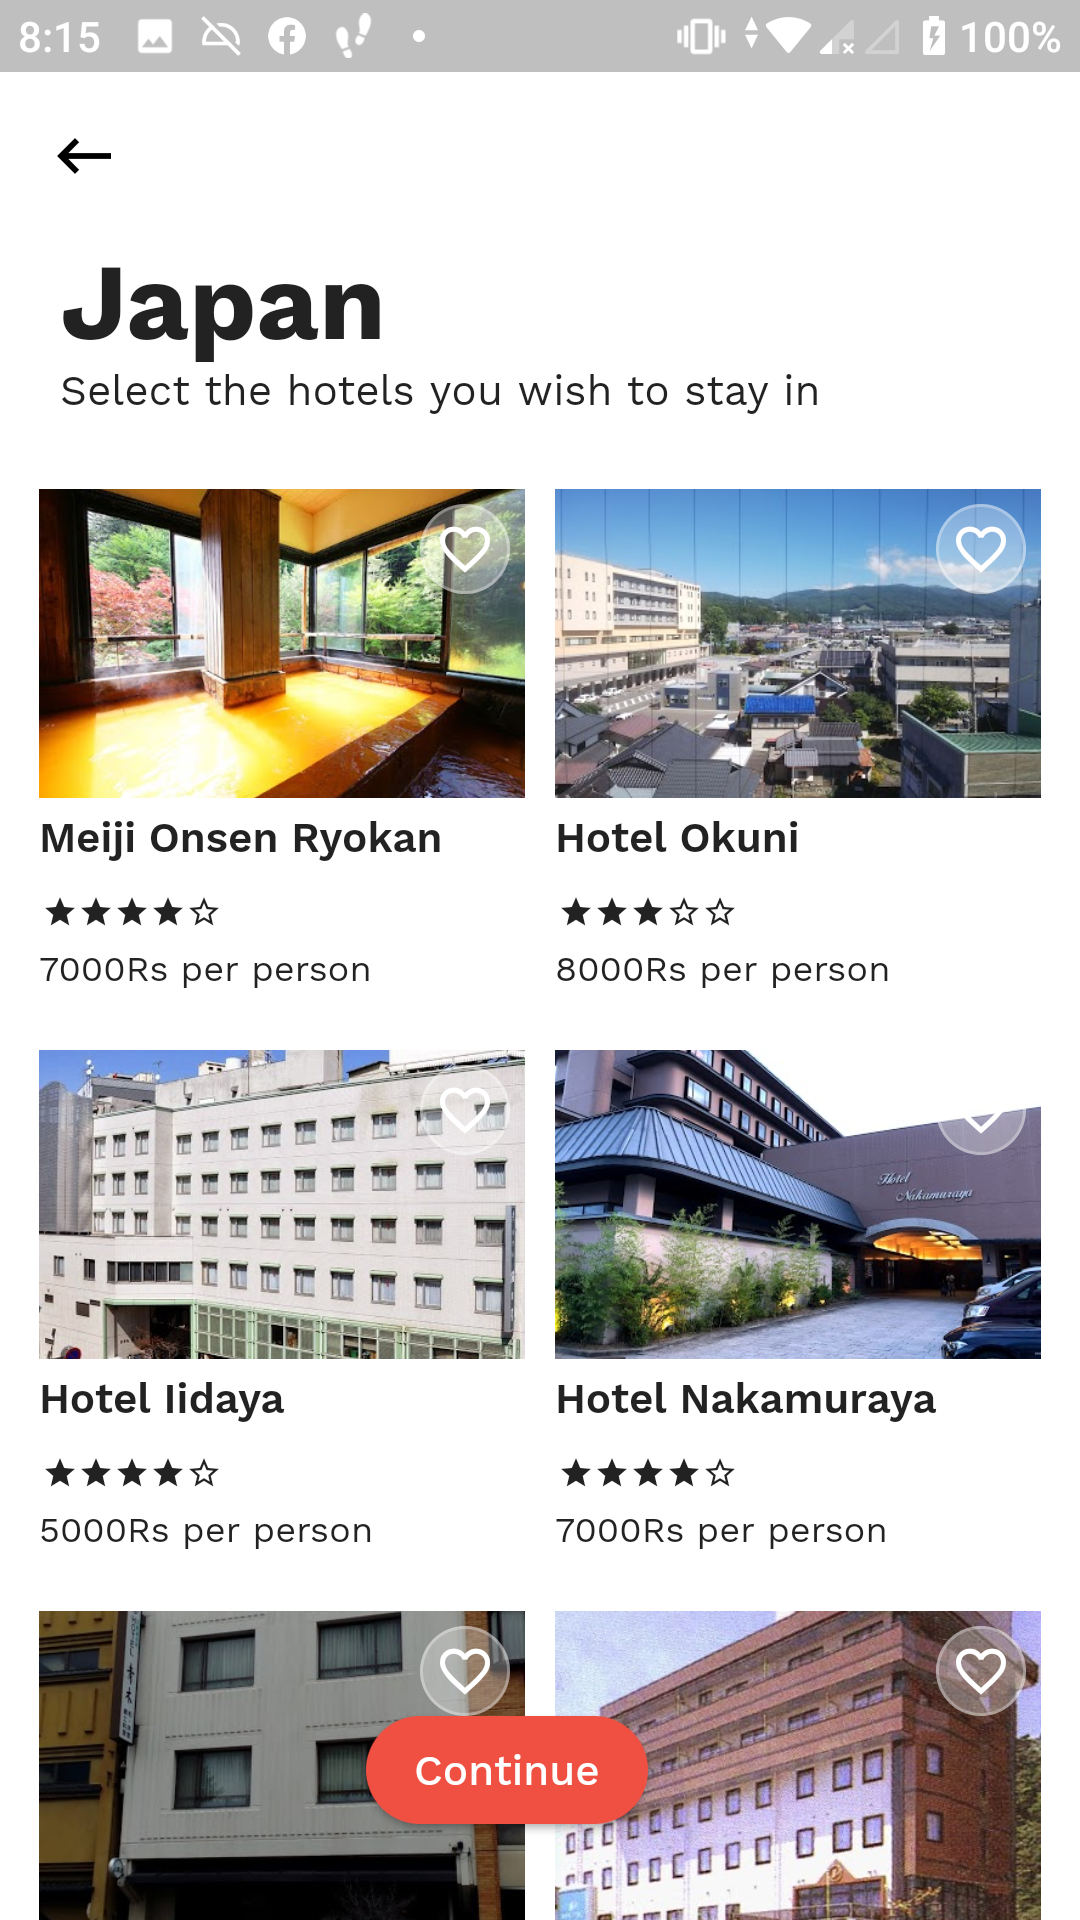 8:15
100%
Japan
Select the hotels you wish to stay in
Meiji Onsen Ryokan
7000Rs per person
Hotel Okuni
8000Rs per person
Hotel
Nakamuraya
Hotel Iidaya
5000Rs per person
Hotel Nakamuraya
7000Rs per person
Continue